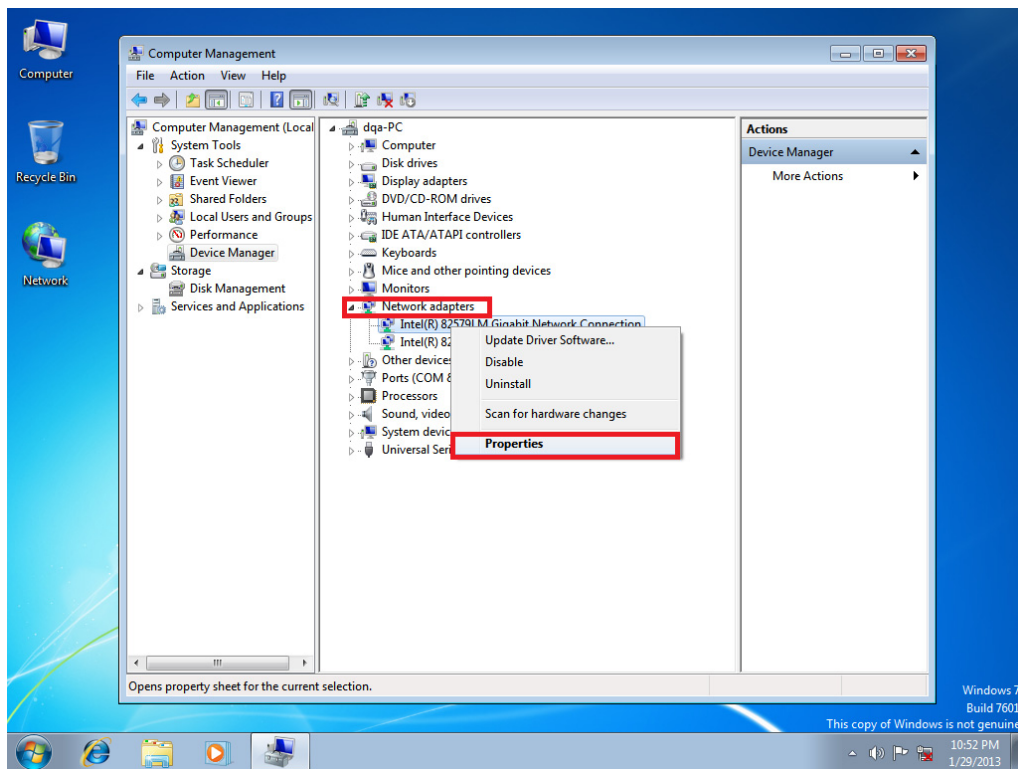 Computer
Recycle Bin
Network
Computer Management
File Action View Help
Computer Management (Local
System Tools
Task Scheduler
Event Viewer
Shared Folders
Local Users and Groups
Performance
Device Manager
Storage
Disk Management
Services and Applications
dqa-PC
Computer
Disk drives
Display adapters
DVD/CD-ROM drives
Human Interface Devices
IDE ATA/ATAPI controllers
Keyboards
Mice and other pointing devices
Monitors
Network adapters
Intel(R) 82579LM Gigabit Network Connection
Intel(R) 82
Other devices
Ports (COM &
Processors
Sound, video
System devic
Universal Seri
Update Driver Software...
Disable
Uninstall
Scan for hardware changes
Properties
Actions
Device Manager
More Actions
Opens property sheet for the current selection.
Windows 7
Build 7601
This copy of Windows is not genuine
10:52 PM
1/29/2013